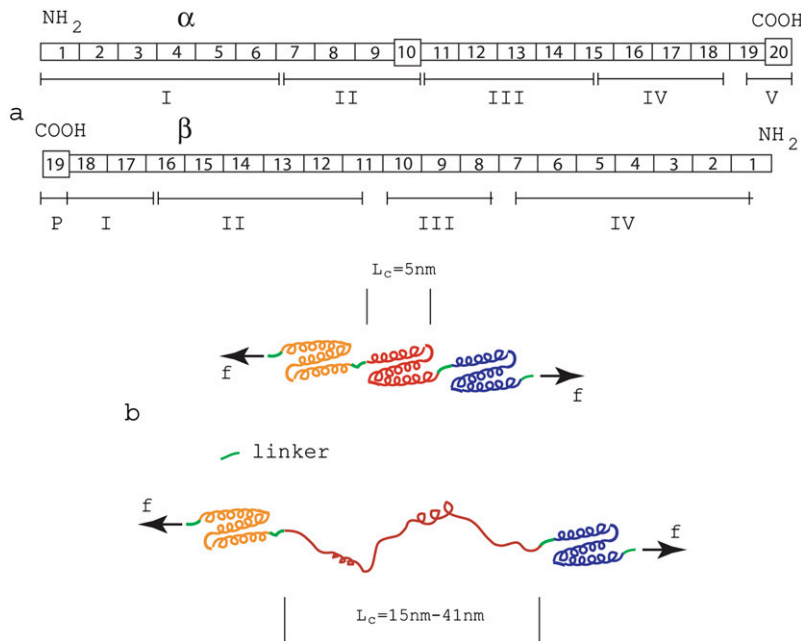 NH2 α COOH
1 2 3 4 5 6 7 8 9 10 11 12 13 14 15 16 17 18 19 20
I II III IV V
a
COOH β NH2
19 18 17 16 15 14 13 12 11 10 9 8 7 6 5 4 3 2 1
P I II III IV
Lc=5nm
f f
b
linker
f f
Lc=15nm-41nm